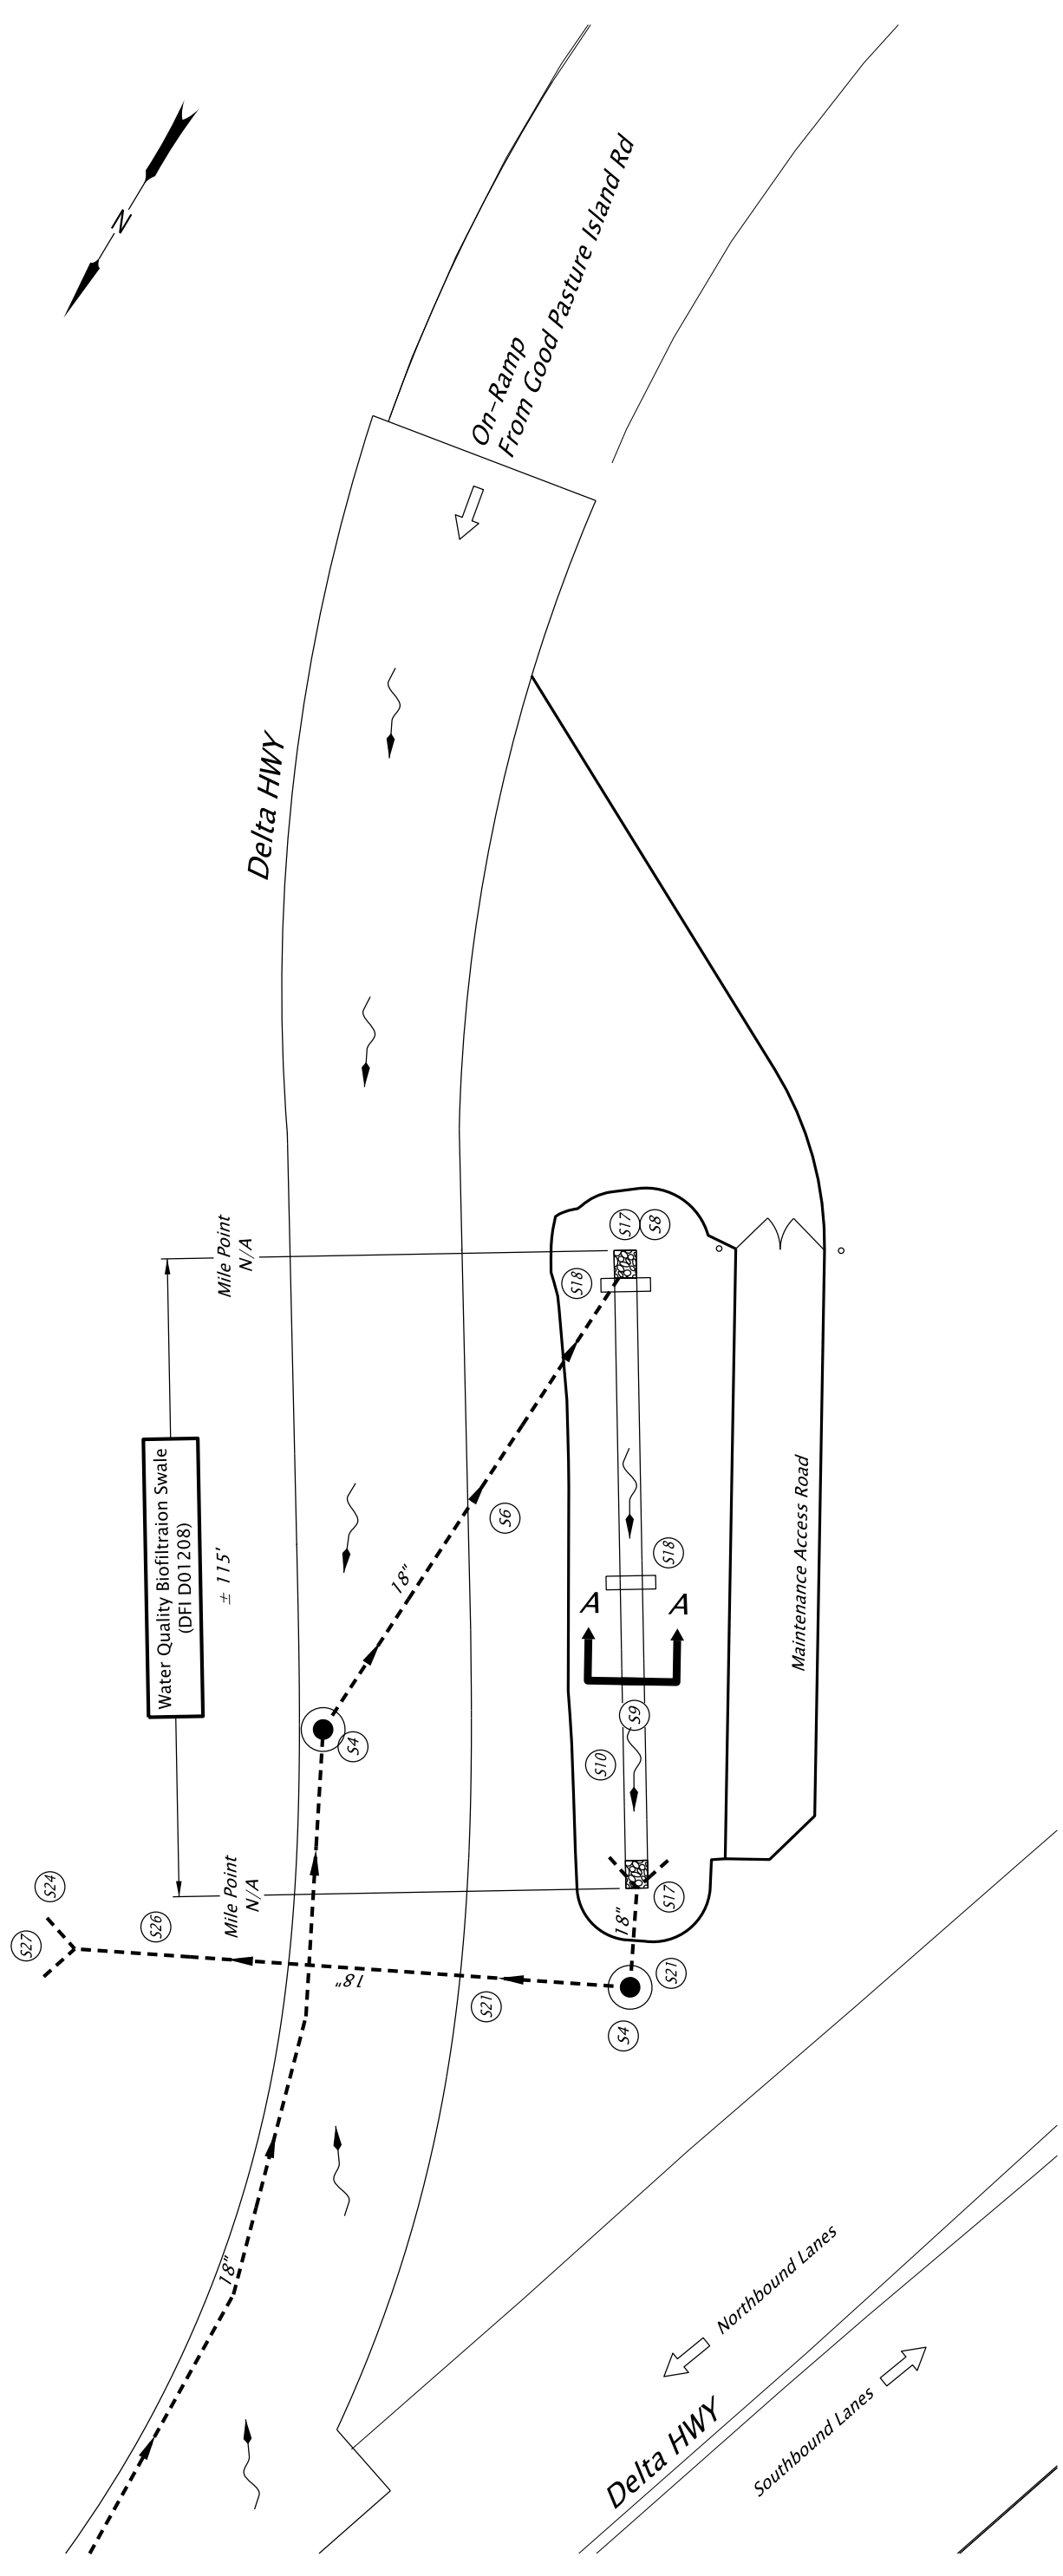 N
On-Ramp
From Good Pasture Island Rd
Delta HWY
Mile Point
N/A
S17
S8
S18
Water Quality Biofiltraion Swale
(DFI D01208)
± 115'
S6
18"
S18
A
A
Maintenance Access Road
S4
S9
S10
Mile Point
N/A
S24
S27
S26
S17
18"
S21
18"
S21
S4
18"
Northbound Lanes
Delta HWY
Southbound Lanes